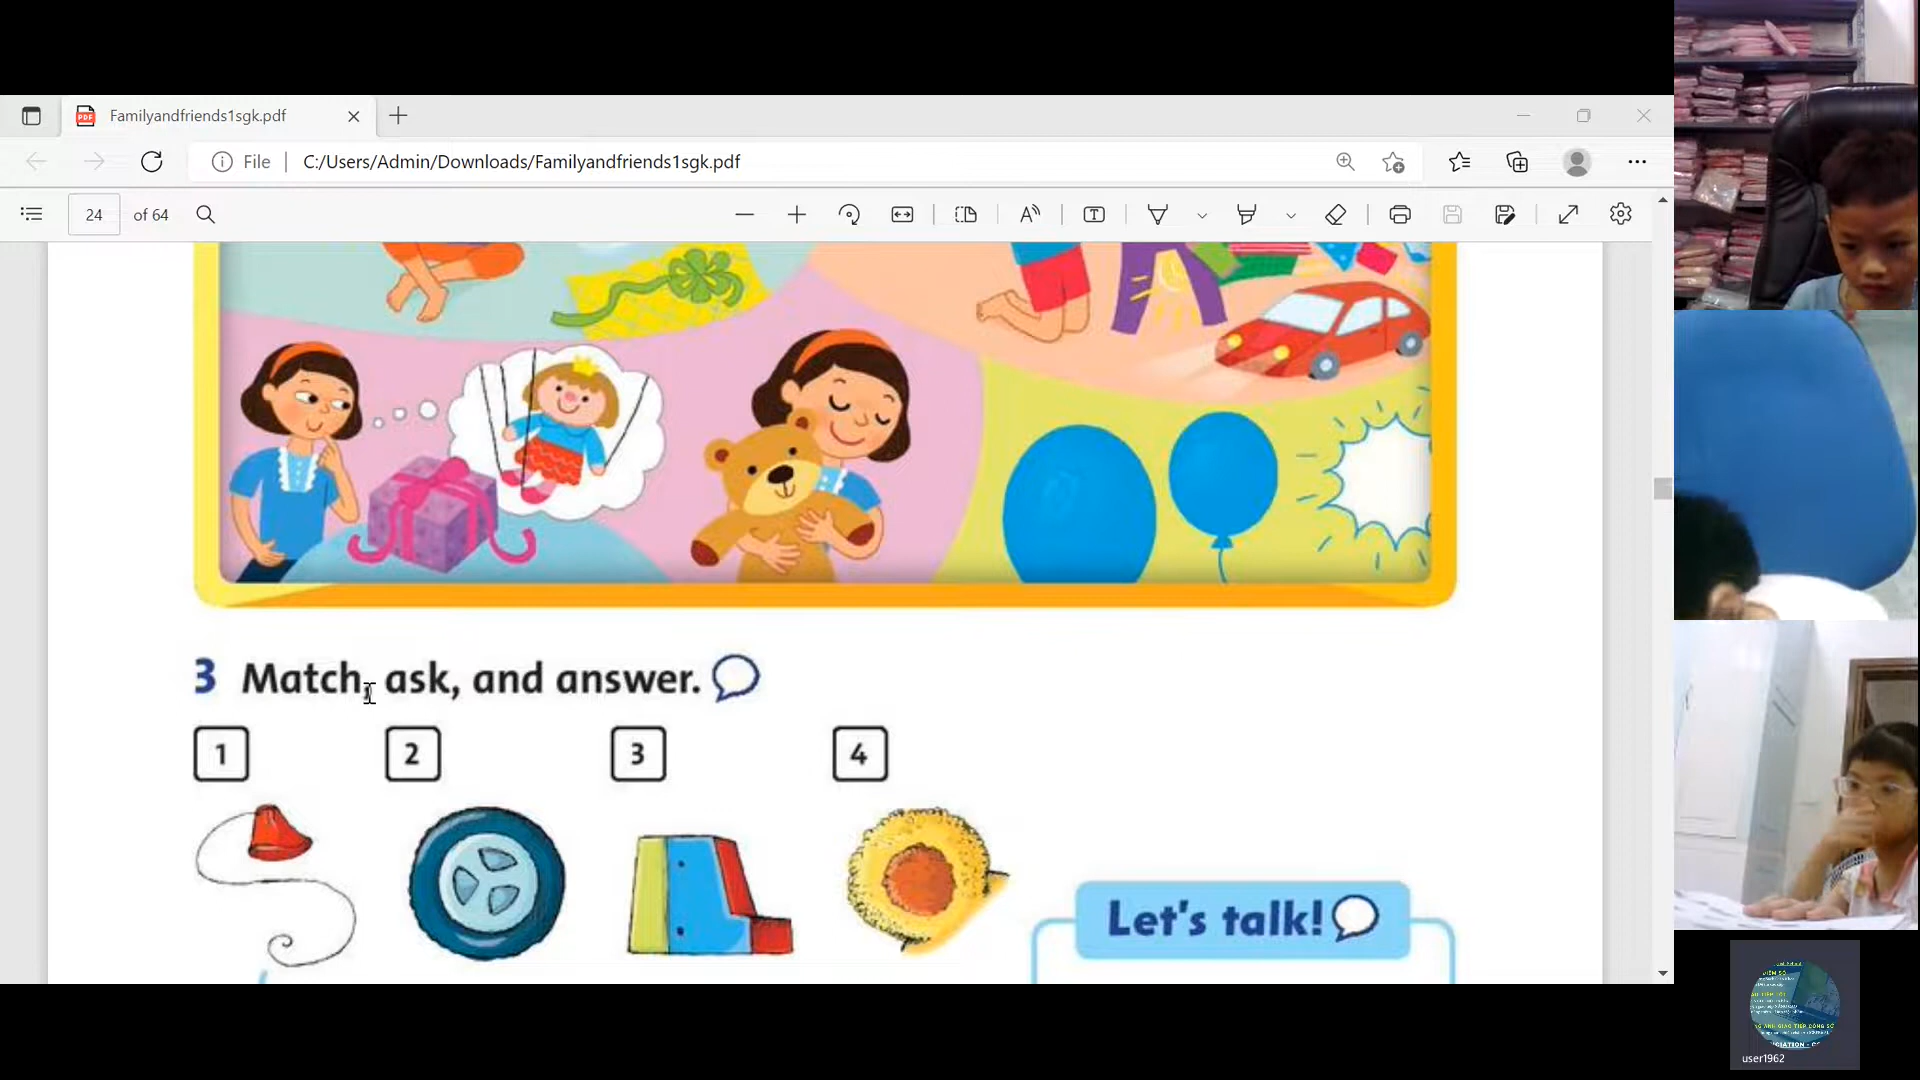 Familyandfriends1sgk.pdf
File
C:/Users/Admin/Downloads/Familyandfriends1sgk.pdf
24 of 64
3 Match, ask, and answer.
1 2 3 4
Let's talk!
user1962